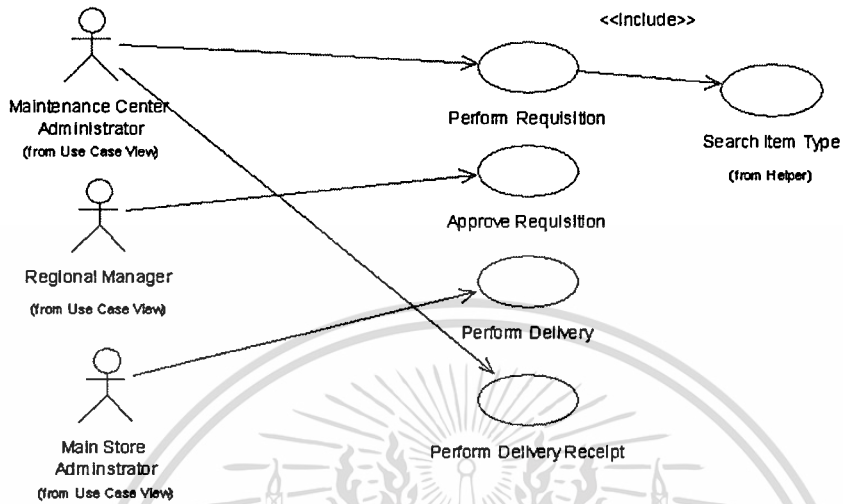 <<Include>>
Maintenance Center
Administrator
(from Use Case View)
Perform Requisition
Search Item Type
(from Helper)
Approve Requisition
Regional Manager
(from Use Case View)
Perform Delivery
Main Store
Adminstrator
(from Use Case View)
Perform Delivery Receipt